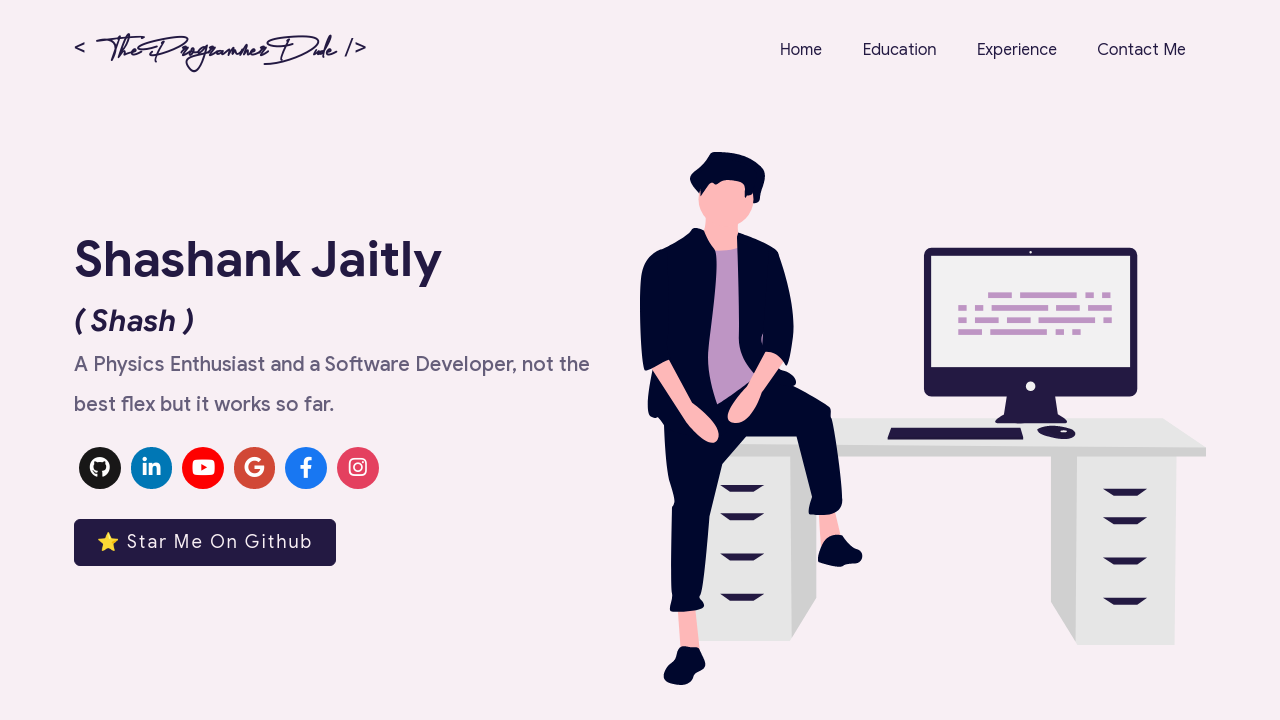 < TheProgrammerDude />
Home Education Experience Contact Me
Shashank Jaitly
( Shash )
A Physics Enthusiast and a Software Developer, not the
best flex but it works so far.
⭐ Star Me On Github